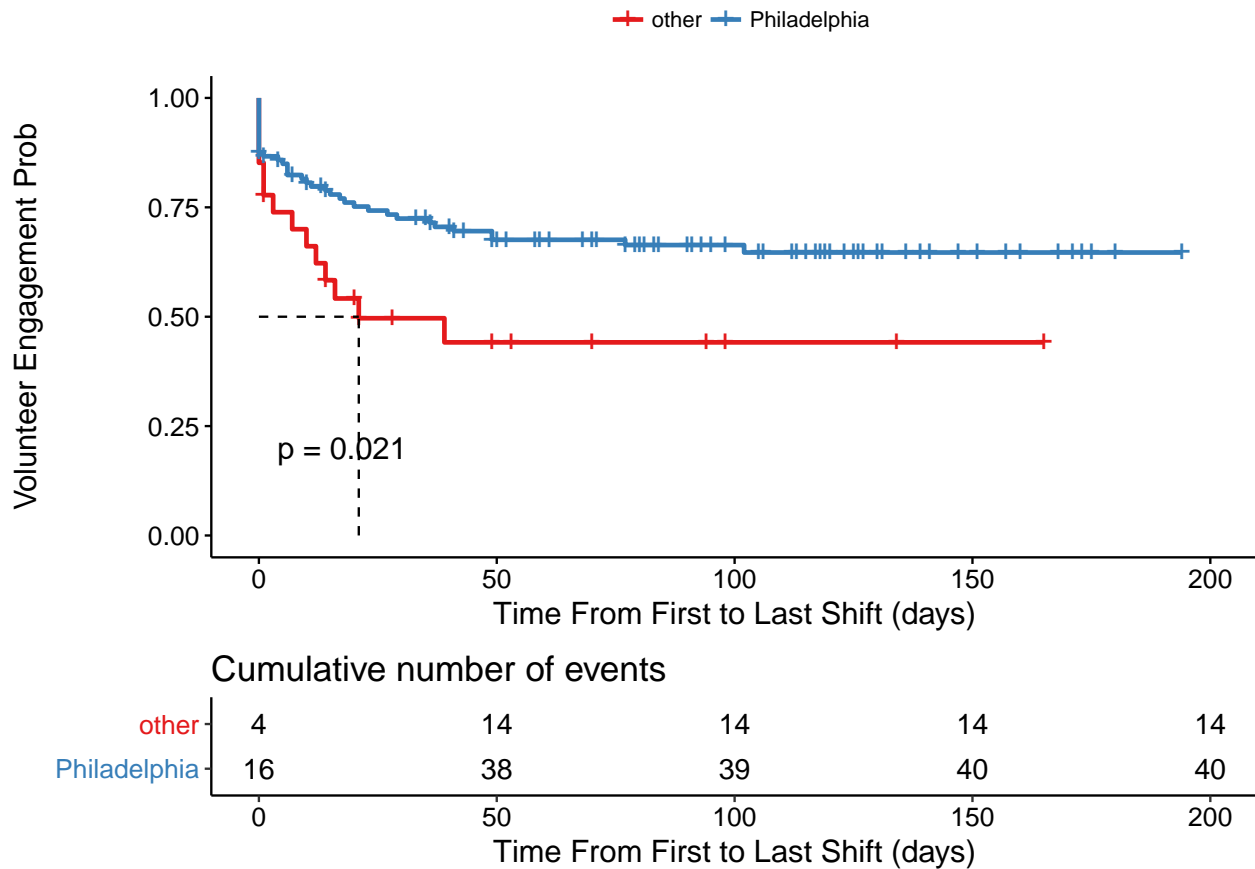 other Philadelphia
Volunteer Engagement Prob
1.00
0.75
0.50
0.25
0.00
p = 0.021
0 50 100 150 200
Time From First to Last Shift (days)
Cumulative number of events
other 4 14 14 14 14
Philadelphia 16 38 39 40 40
0 50 100 150 200
Time From First to Last Shift (days)